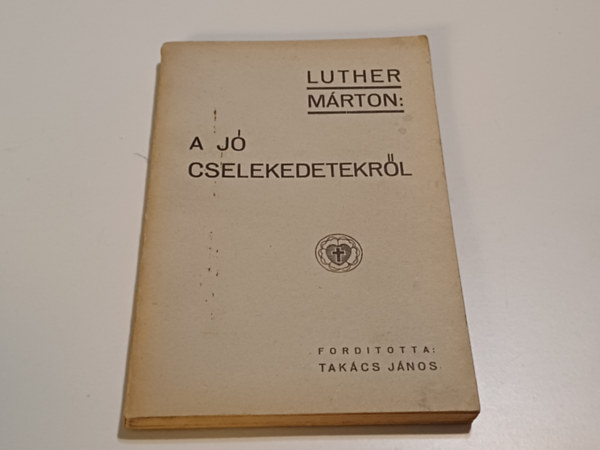 LUTHER
MÁRTON:
A JÓ
CSELEKEDETEKRŐL
FORDITOTTA:
TAKÁCS JÁNOS